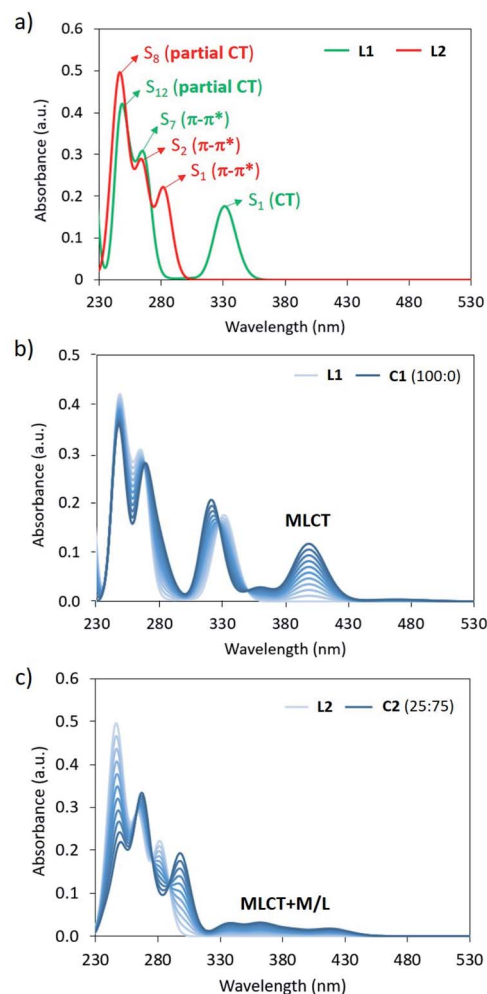 a)
0.6
0.5
0.4
0.3
0.2
0.1
0
Absorbance (a.u.)
S8 (partial CT)
S12 (partial CT)
S7 (π-π*)
S2 (π-π*)
S1 (π-π*)
S1 (CT)
L1 L2
230 280 330 380 430 480 530
Wavelength (nm)
b)
0.5
0.4
0.3
0.2
0.1
0.0
Absorbance (a.u.)
L1 C1 (100:0)
MLCT
230 280 330 380 430 480 530
Wavelength (nm)
c)
0.6
0.5
0.4
0.3
0.2
0.1
0.0
Absorbance (a.u.)
L2 C2 (25:75)
MLCT+M/L
230 280 330 380 430 480 530
Wavelength (nm)